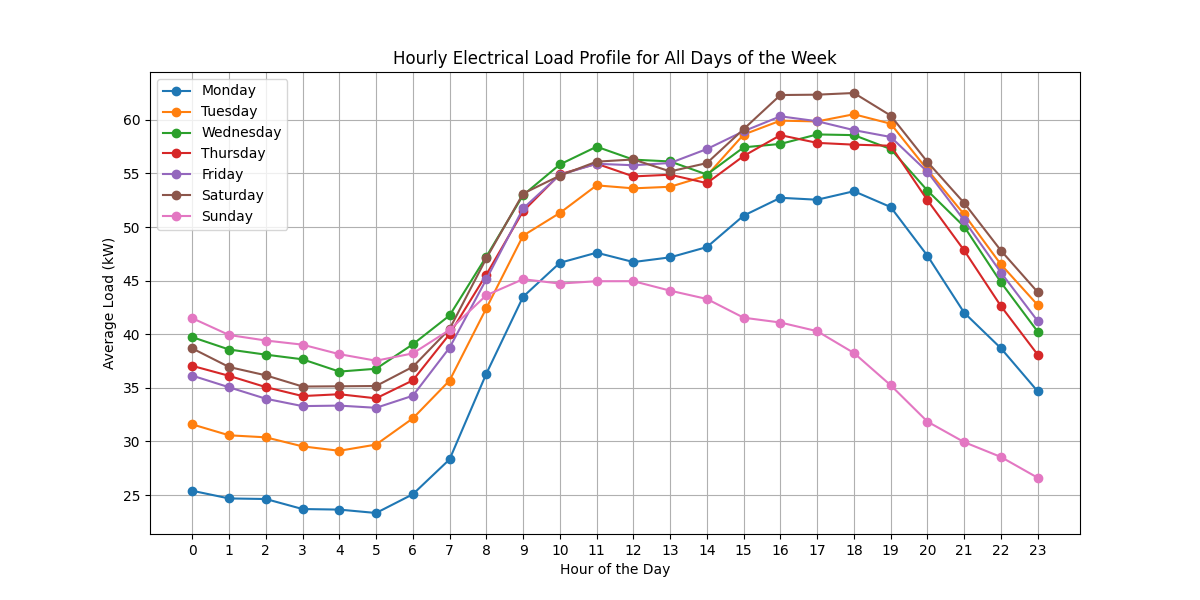 Hourly Electrical Load Profile for All Days of the Week
Monday
Tuesday
Wednesday
Thursday
Friday
Saturday
Sunday
60
55
50
45
40
35
30
25
Average Load (kW)
0 1 2 3 4 5 6 7 8 9 10 11 12 13 14 15 16 17 18 19 20 21 22 23
Hour of the Day